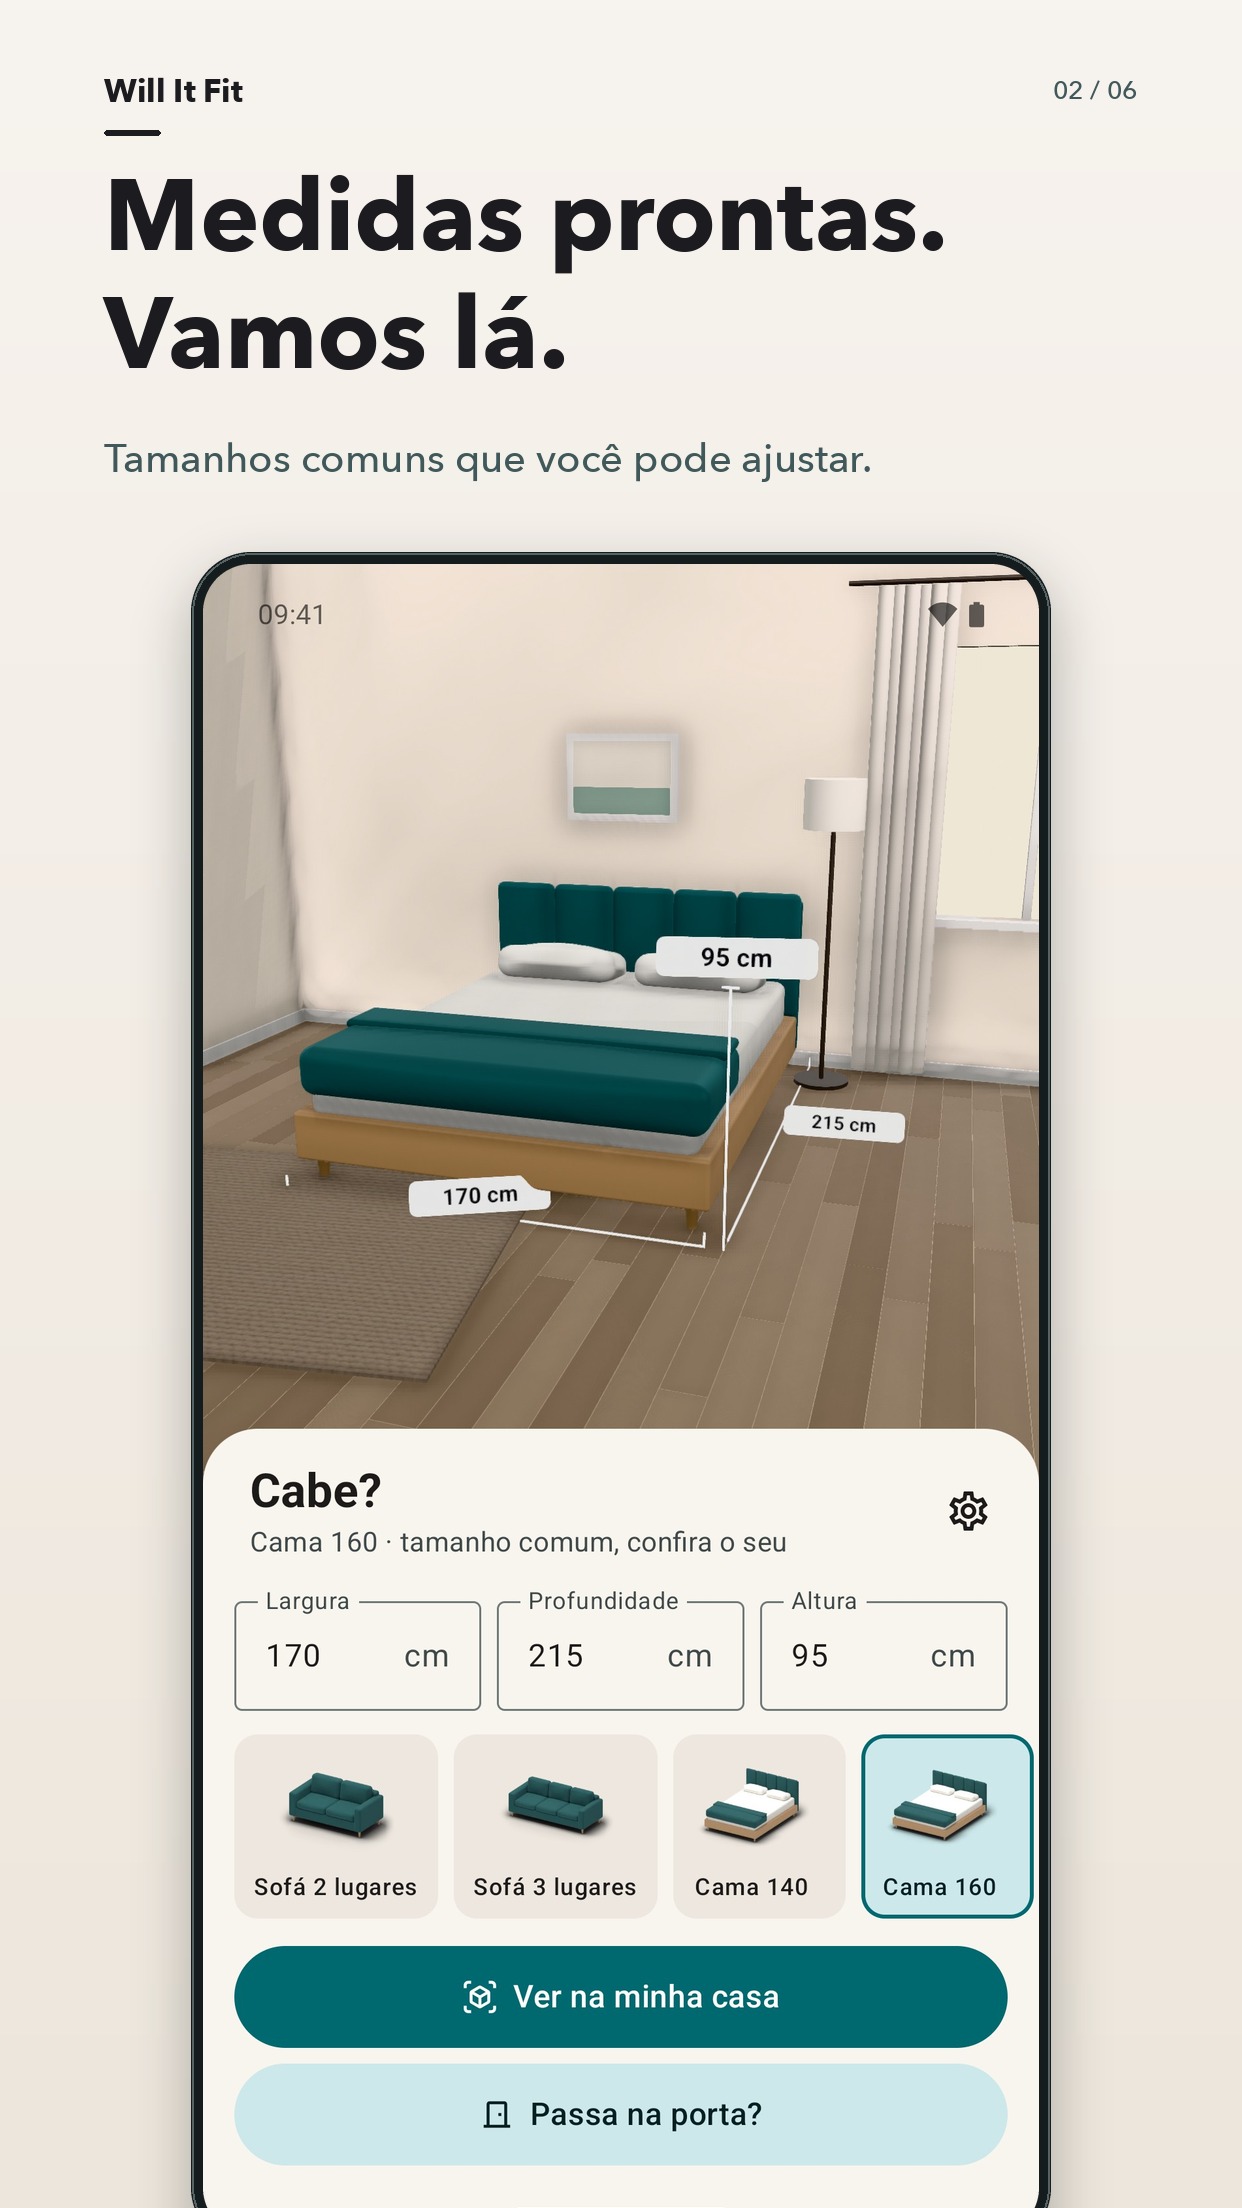 Will It Fit
02 / 06
Medidas prontas.
Vamos lá.
Tamanhos comuns que você pode ajustar.
09:41
95 cm
215 cm
170 cm
Cabe?
Cama 160 · tamanho comum, confira o seu
Largura
Profundidade
Altura
170 cm
215 cm
95 cm
Sofá 2 lugares
Sofá 3 lugares
Cama 140
Cama 160
Ver na minha casa
Passa na porta?